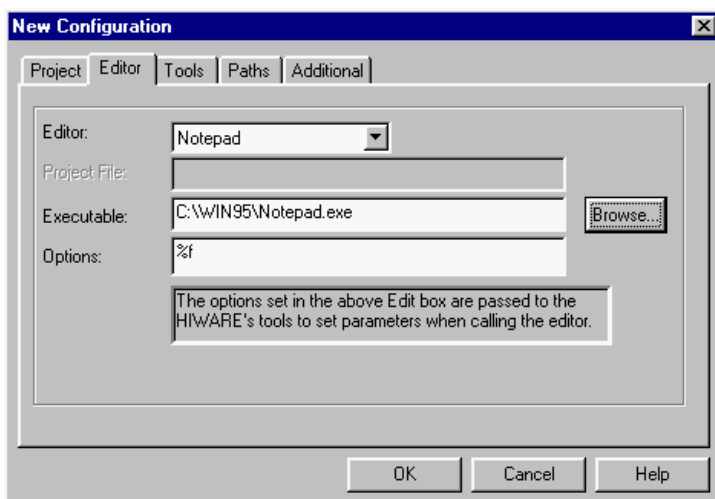 New Configuration
Project Editor Tools Paths Additional
Editor: Notepad
Project File:
Executable: C:\WIN95\Notepad.exe Browse...
Options: %f
The options set in the above Edit box are passed to the
HIWARE's tools to set parameters when calling the editor.
OK Cancel Help